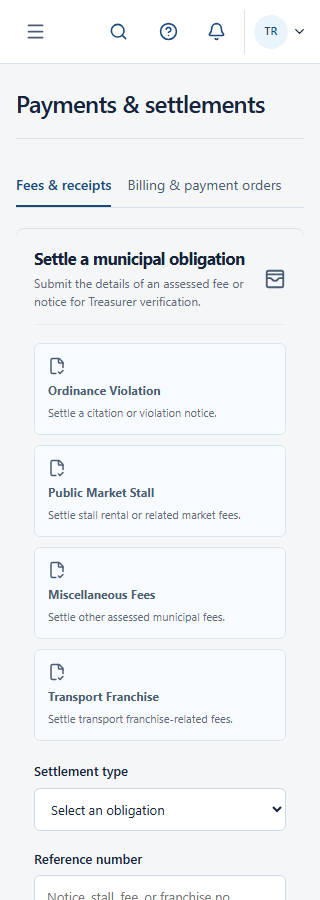 TR
Payments & settlements
Fees & receipts Billing & payment orders
Settle a municipal obligation
Submit the details of an assessed fee or
notice for Treasurer verification.
Ordinance Violation
Settle a citation or violation notice.
Public Market Stall
Settle stall rental or related market fees.
Miscellaneous Fees
Settle other assessed municipal fees.
Transport Franchise
Settle transport franchise-related fees.
Settlement type
Select an obligation
Reference number
Notice, stall, fee, or franchise no.